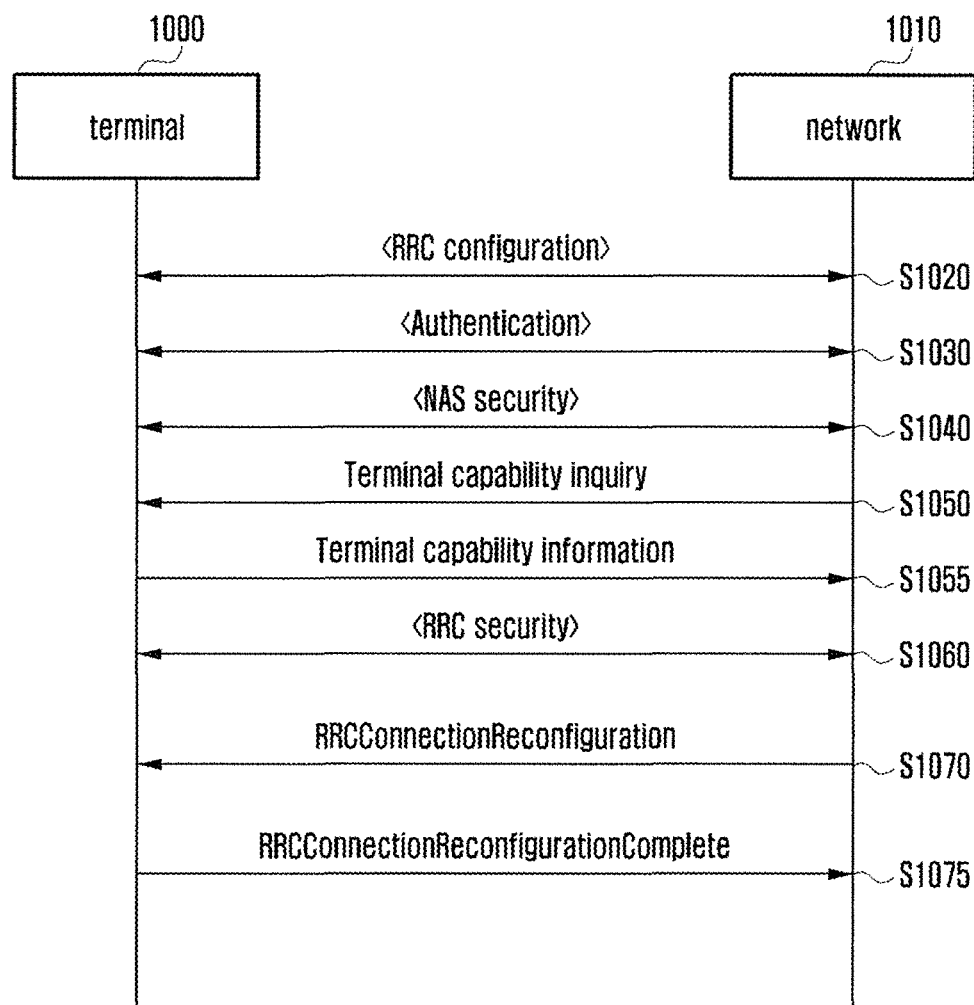 1000
1010
terminal
network
<RRC configuration>
S1020
<Authentication>
S1030
<NAS security>
S1040
Terminal capability inquiry
S1050
Terminal capability information
S1055
<RRC security>
S1060
RRCConnectionReconfiguration
S1070
RRCConnectionReconfigurationComplete
S1075